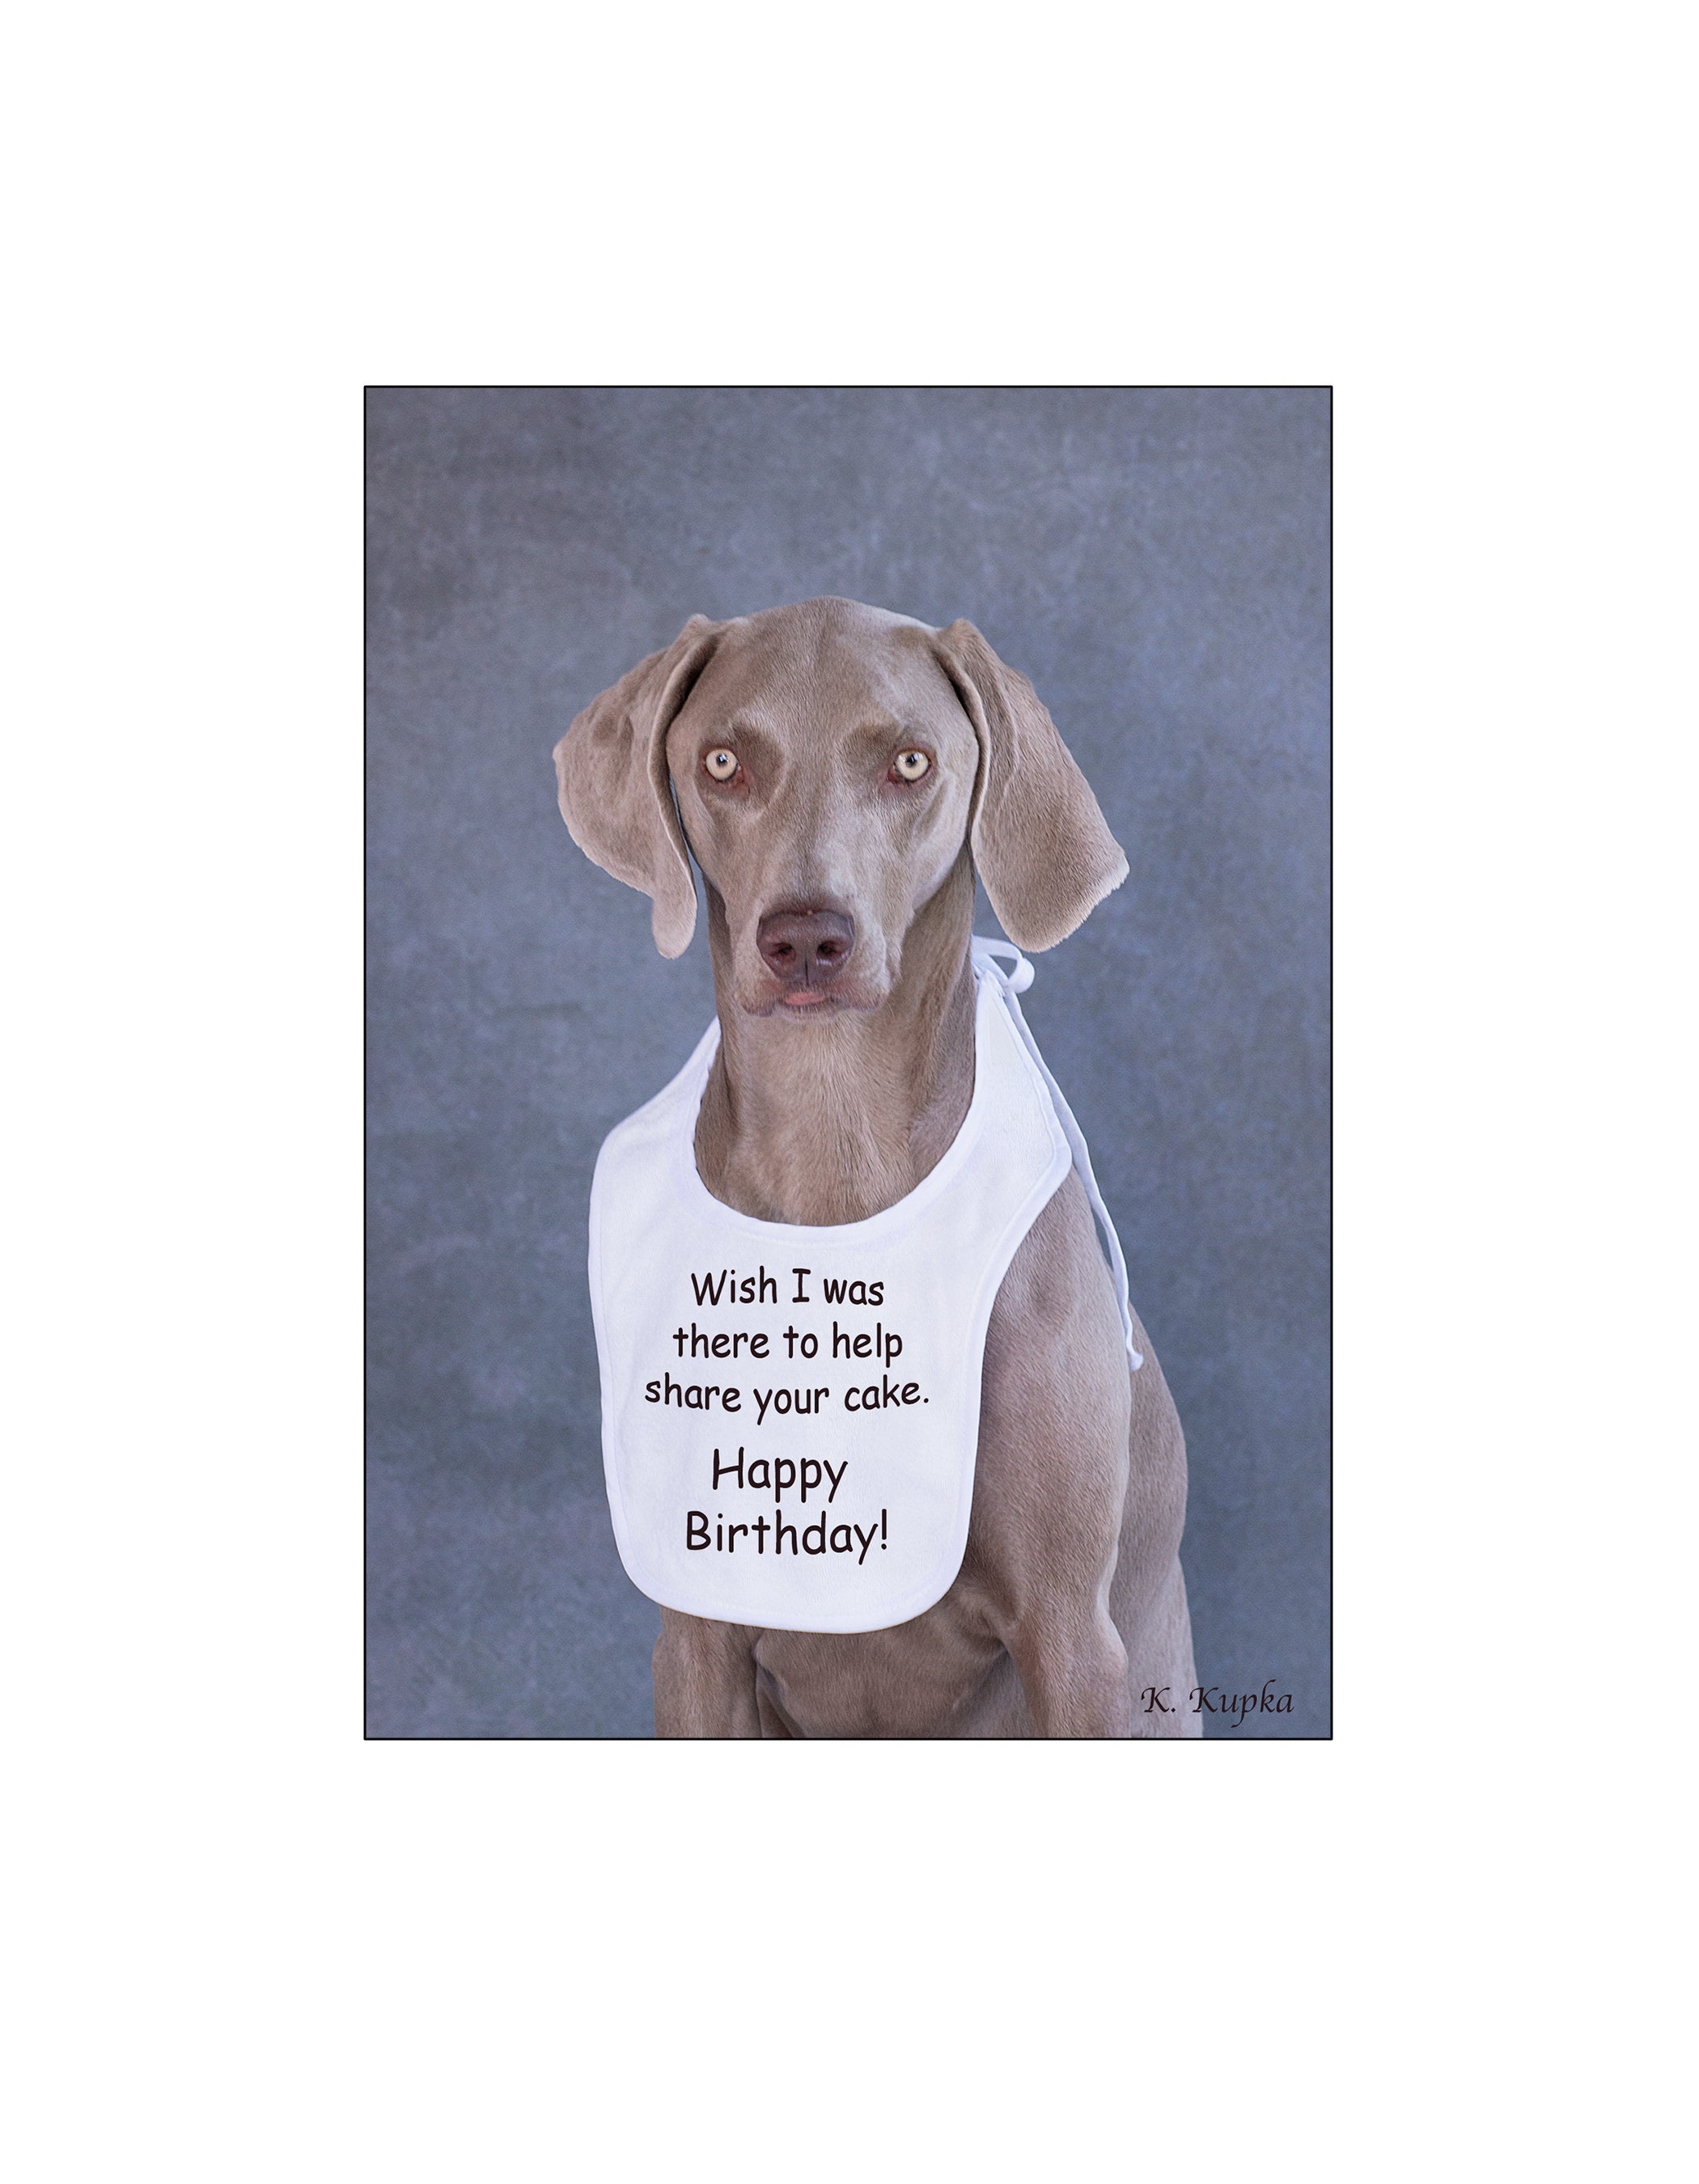 Wish I was
there to help
share your cake.
Happy
Birthday!
K. Kupka